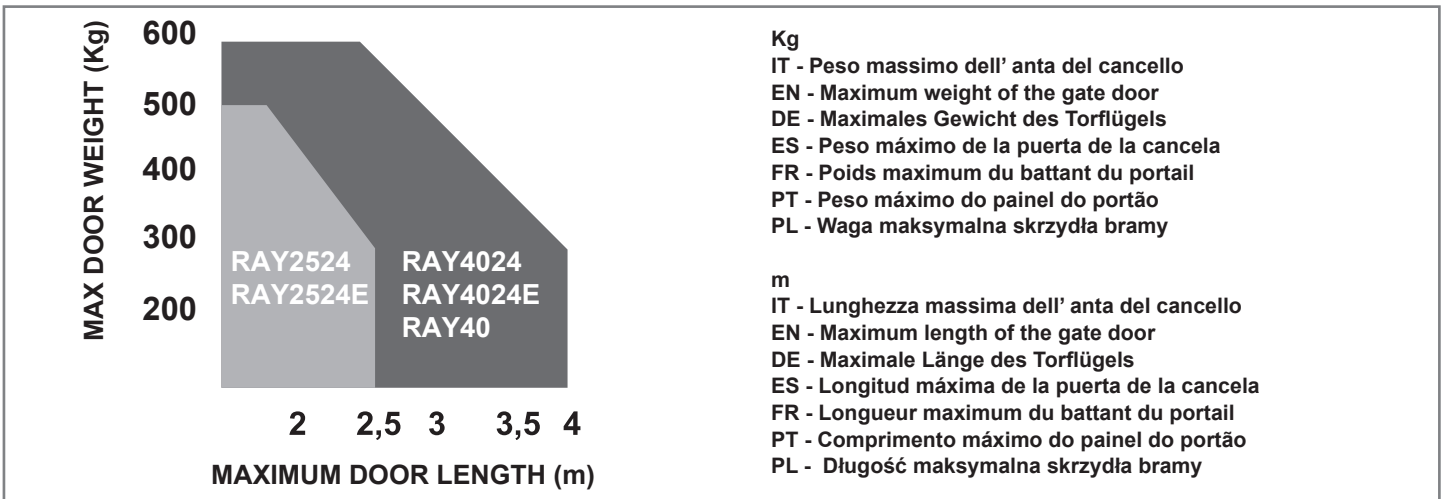 MAX DOOR WEIGHT (Kg)
600
500
400
300
200
RAY2524
RAY2524E
RAY4024
RAY4024E
RAY40
2 2,5 3 3,5 4
MAXIMUM DOOR LENGTH (m)
Kg
IT - Peso massimo dell’ anta del cancello
EN - Maximum weight of the gate door
DE - Maximales Gewicht des Torflügels
ES - Peso máximo de la puerta de la cancela
FR - Poids maximum du battant du portail
PT - Peso máximo do painel do portão
PL - Waga maksymalna skrzydła bramy
m
IT - Lunghezza massima dell’ anta del cancello
EN - Maximum length of the gate door
DE - Maximale Länge des Torflügels
ES - Longitud máxima de la puerta de la cancela
FR - Longueur maximum du battant du portail
PT - Comprimento máximo do painel do portão
PL - Długość maksymalna skrzydła bramy